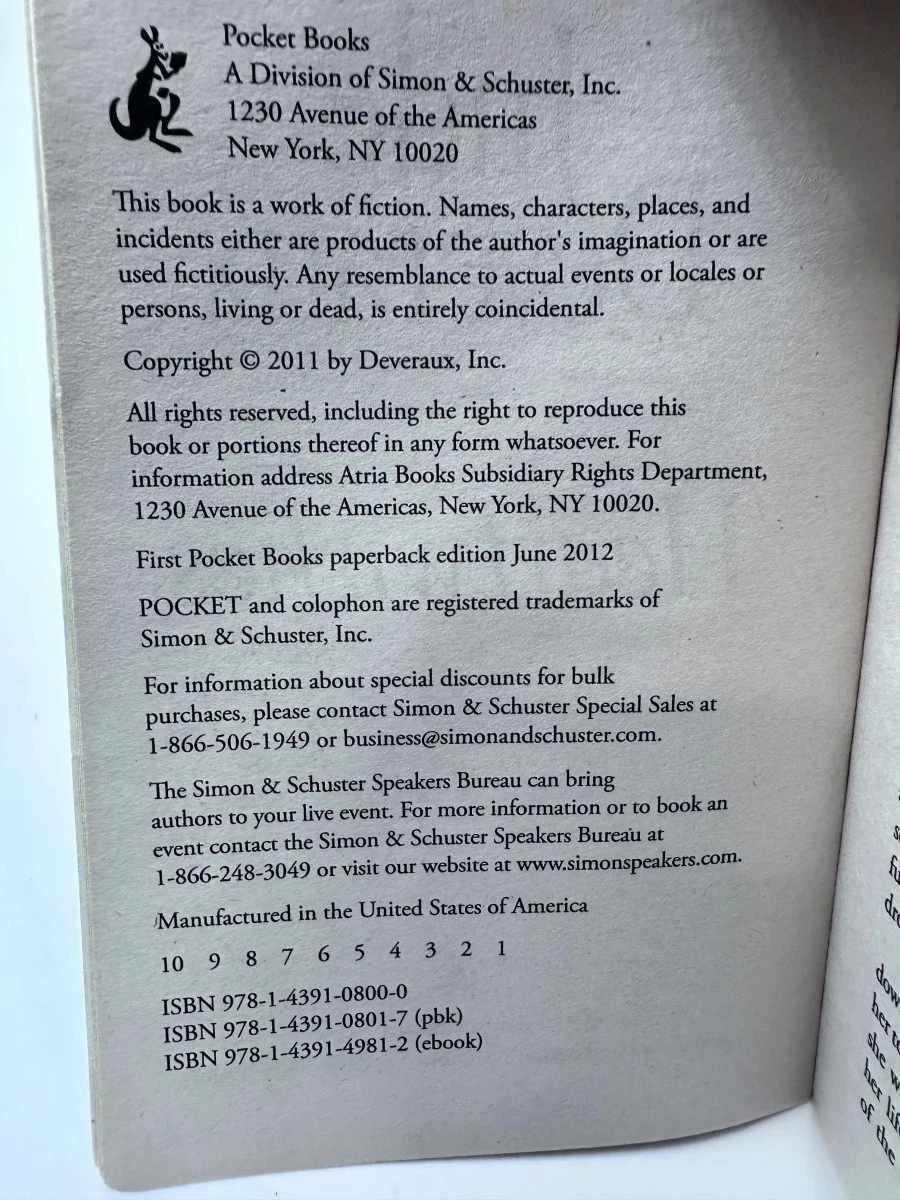 Pocket Books
A Division of Simon & Schuster, Inc.
1230 Avenue of the Americas
New York, NY 10020
This book is a work of fiction. Names, characters, places, and
incidents either are products of the author's imagination or are
used fictitiously. Any resemblance to actual events or locales or
persons, living or dead, is entirely coincidental.
Copyright © 2011 by Deveraux, Inc.
All rights reserved, including the right to reproduce this
book or portions thereof in any form whatsoever. For
information address Atria Books Subsidiary Rights Department,
1230 Avenue of the Americas, New York, NY 10020.
First Pocket Books paperback edition June 2012
POCKET and colophon are registered trademarks of
Simon & Schuster, Inc.
For information about special discounts for bulk
purchases, please contact Simon & Schuster Special Sales at
1-866-506-1949 or business@simonandschuster.com.
The Simon & Schuster Speakers Bureau can bring
authors to your live event. For more information or to book an
event contact the Simon & Schuster Speakers Bureau at
1-866-248-3049 or visit our website at www.simonspeakers.com.
Manufactured in the United States of America
10 9 8 7 6 5 4 3 2 1
ISBN 978-1-4391-0800-0
ISBN 978-1-4391-0801-7 (pbk)
ISBN 978-1-4391-4981-2 (ebook)
her
she
her
of the